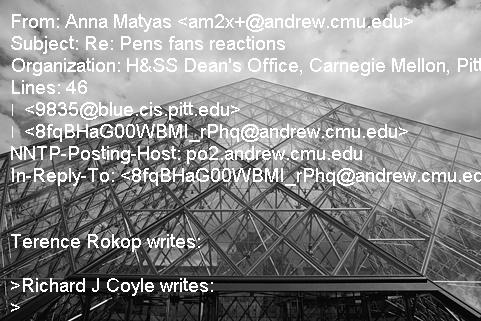 From: Anna Matyas <am2x+@andrew.cmu.edu>
Subject: Re: Pens fans reactions
Organization: H&SS Dean's Office, Carnegie Mellon, Pitt
Lines: 46
| <9835@blue.cis.pitt.edu>
| <8fqBHaG00WBMI_rPhq@andrew.cmu.edu>
NNTP-Posting-Host: po2.andrew.cmu.edu
In-Reply-To: <8fqBHaG00WBMI_rPhq@andrew.cmu.ed
Terence Rokop writes:
>Richard J Coyle writes:
>